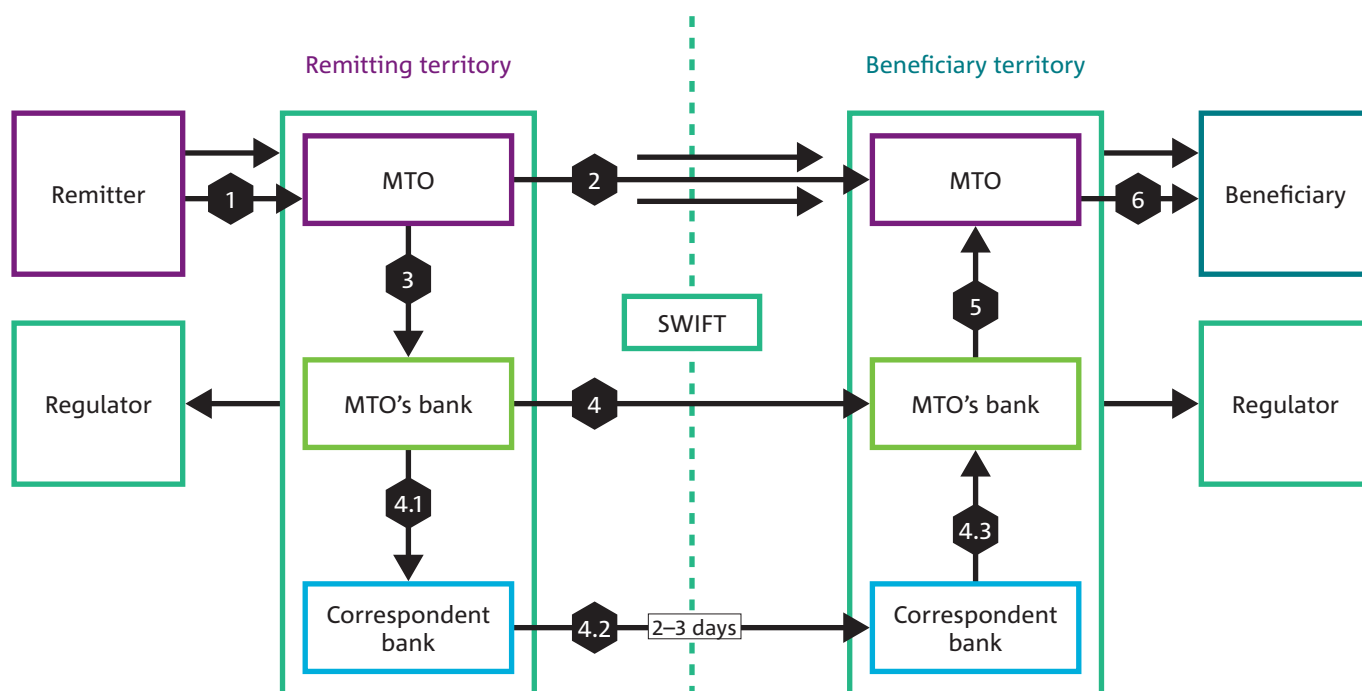 Remitting territory
Beneficiary territory
Remitter
1
MTO
2
MTO
6
Beneficiary
3
5
SWIFT
Regulator
MTO's bank
4
MTO's bank
Regulator
4.1
4.3
Correspondent
bank
4.2
2–3 days
Correspondent
bank